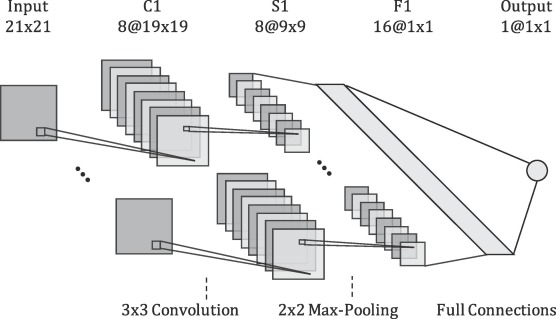 Input C1 S1 F1 Output
21x21 8@19x19 8@9x9 16@1x1 1@1x1
3x3 Convolution 2x2 Max-Pooling Full Connections